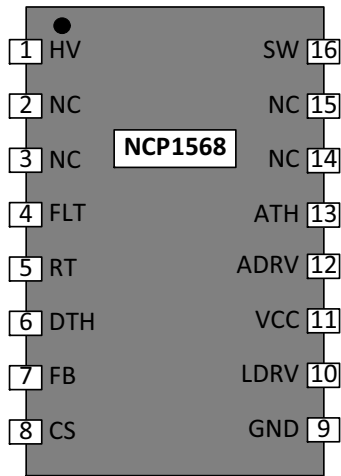 1 HV SW 16
2 NC NC 15
3 NC NCP1568 NC 14
4 FLT ATH 13
5 RT ADRV 12
6 DTH VCC 11
7 FB LDRV 10
8 CS GND 9